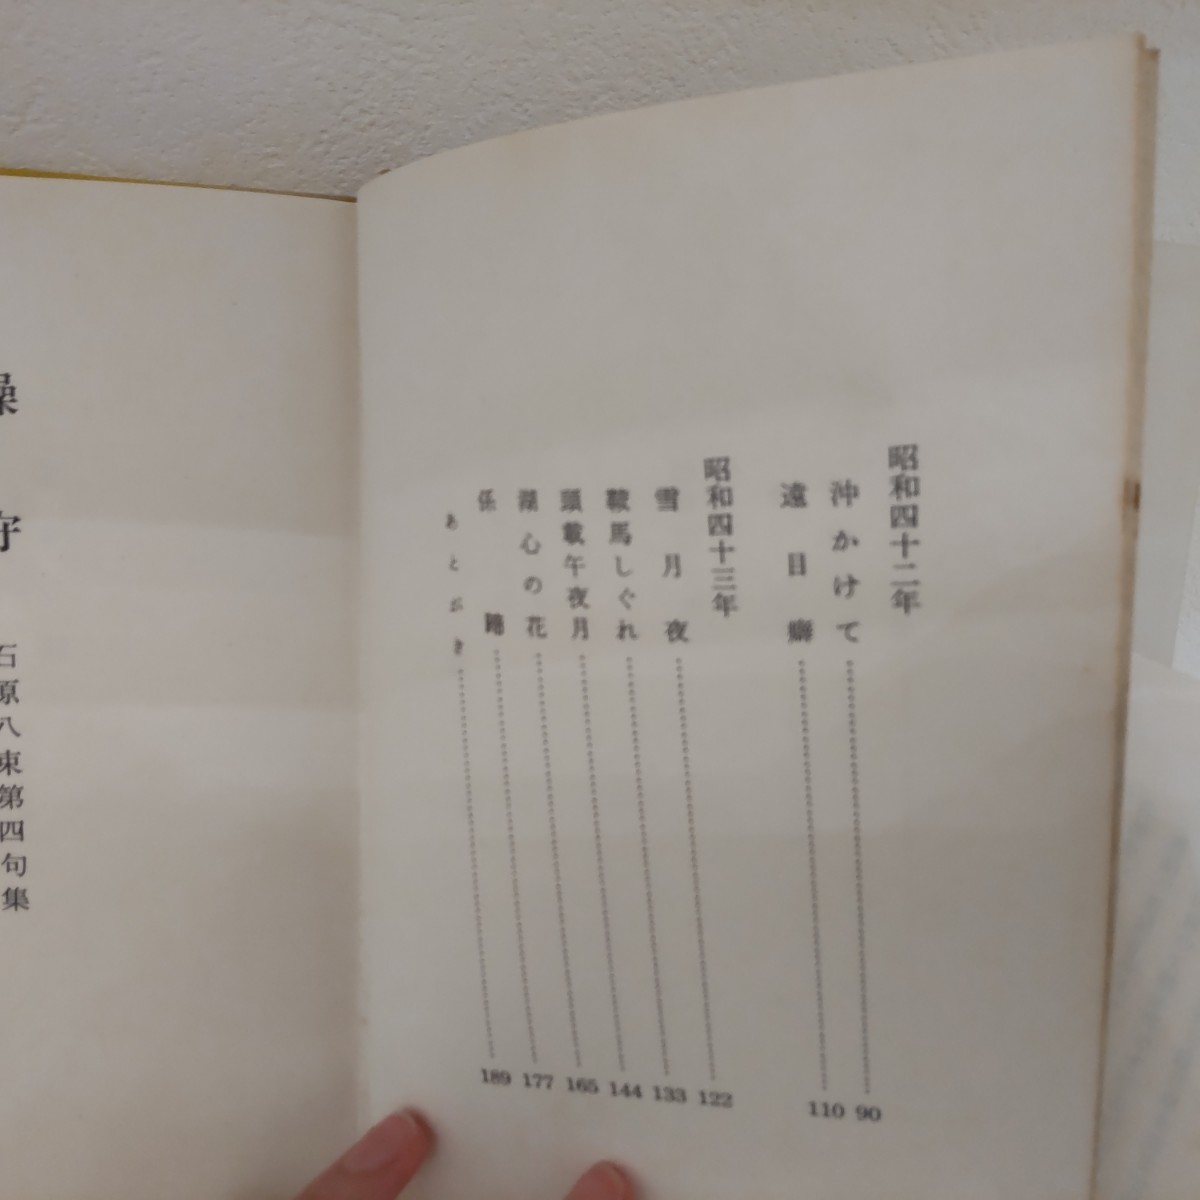 昭和四十二年
沖かけて 90
遠目癖 110
昭和四十三年
雪月夜 122
鞍馬しぐれ 133
頭載午夜月 144
湖心の花 165
係蹄 177
あとがき 189
操守
石原八束第四句集